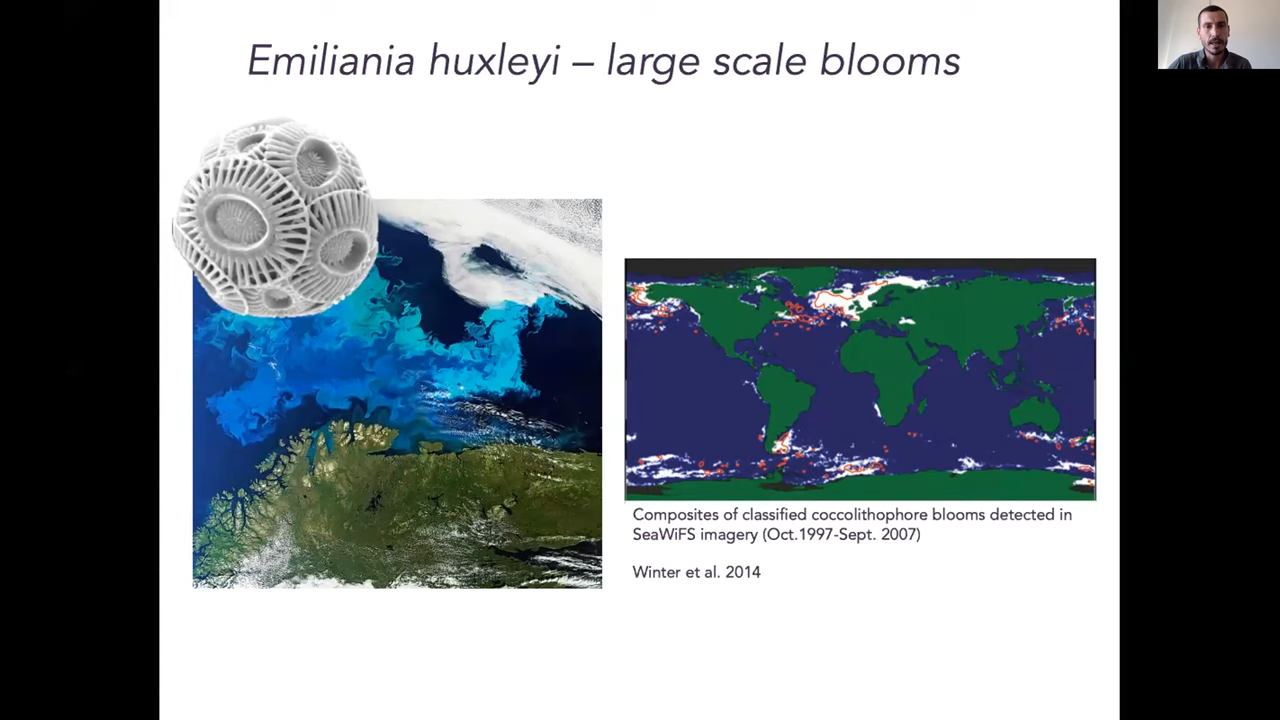 Emiliania huxleyi – large scale blooms
Composites of classified coccolithophore blooms detected in
SeaWiFS imagery (Oct.1997-Sept. 2007)
Winter et al. 2014